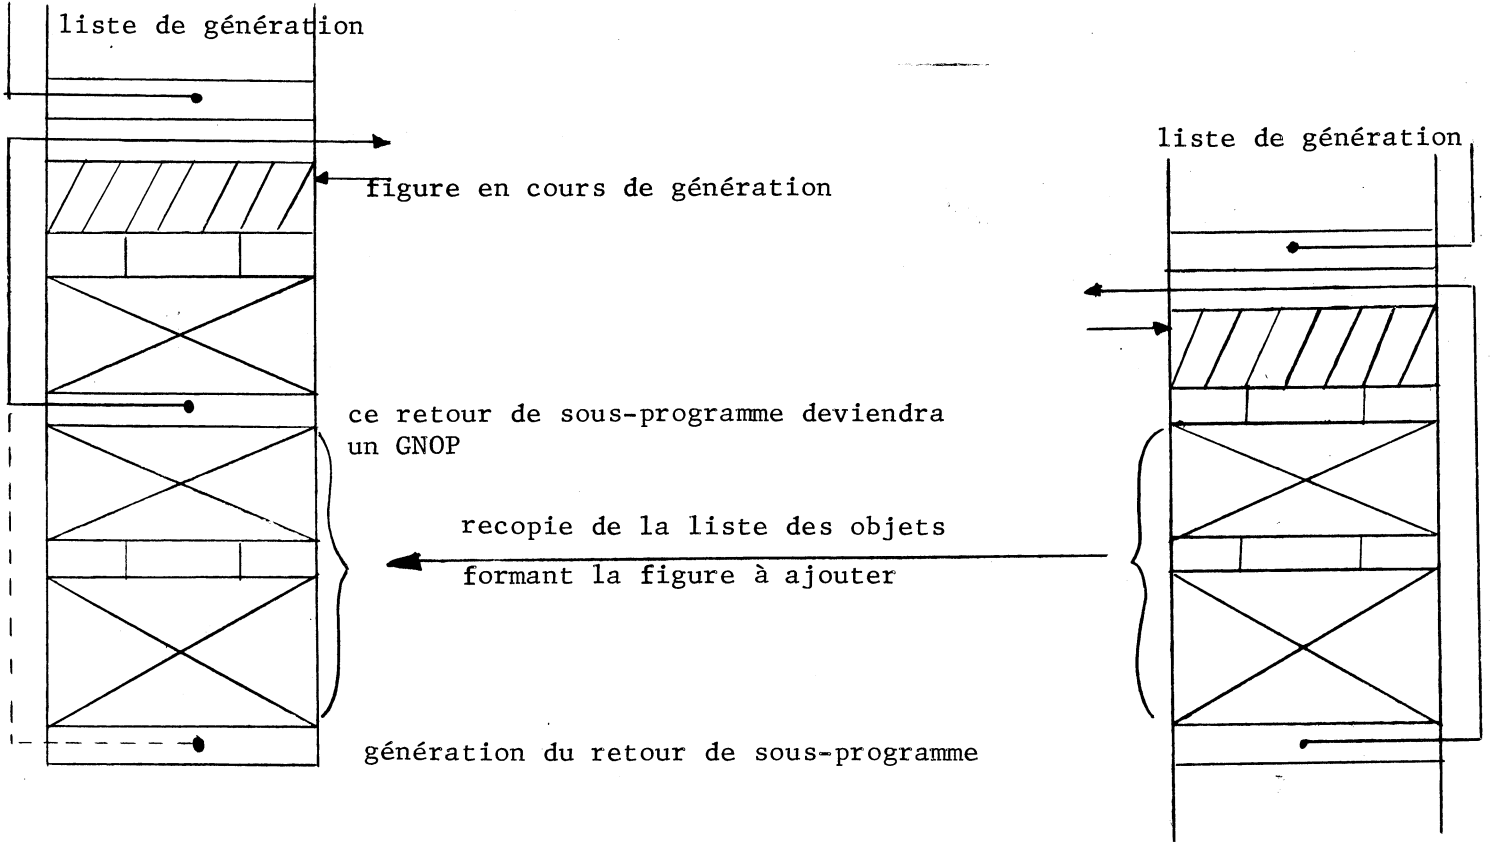 liste de génération
liste de génération
figure en cours de génération
ce retour de sous-programme deviendra
un GNOP
recopie de la liste des objets
formant la figure à ajouter
génération du retour de sous-programme